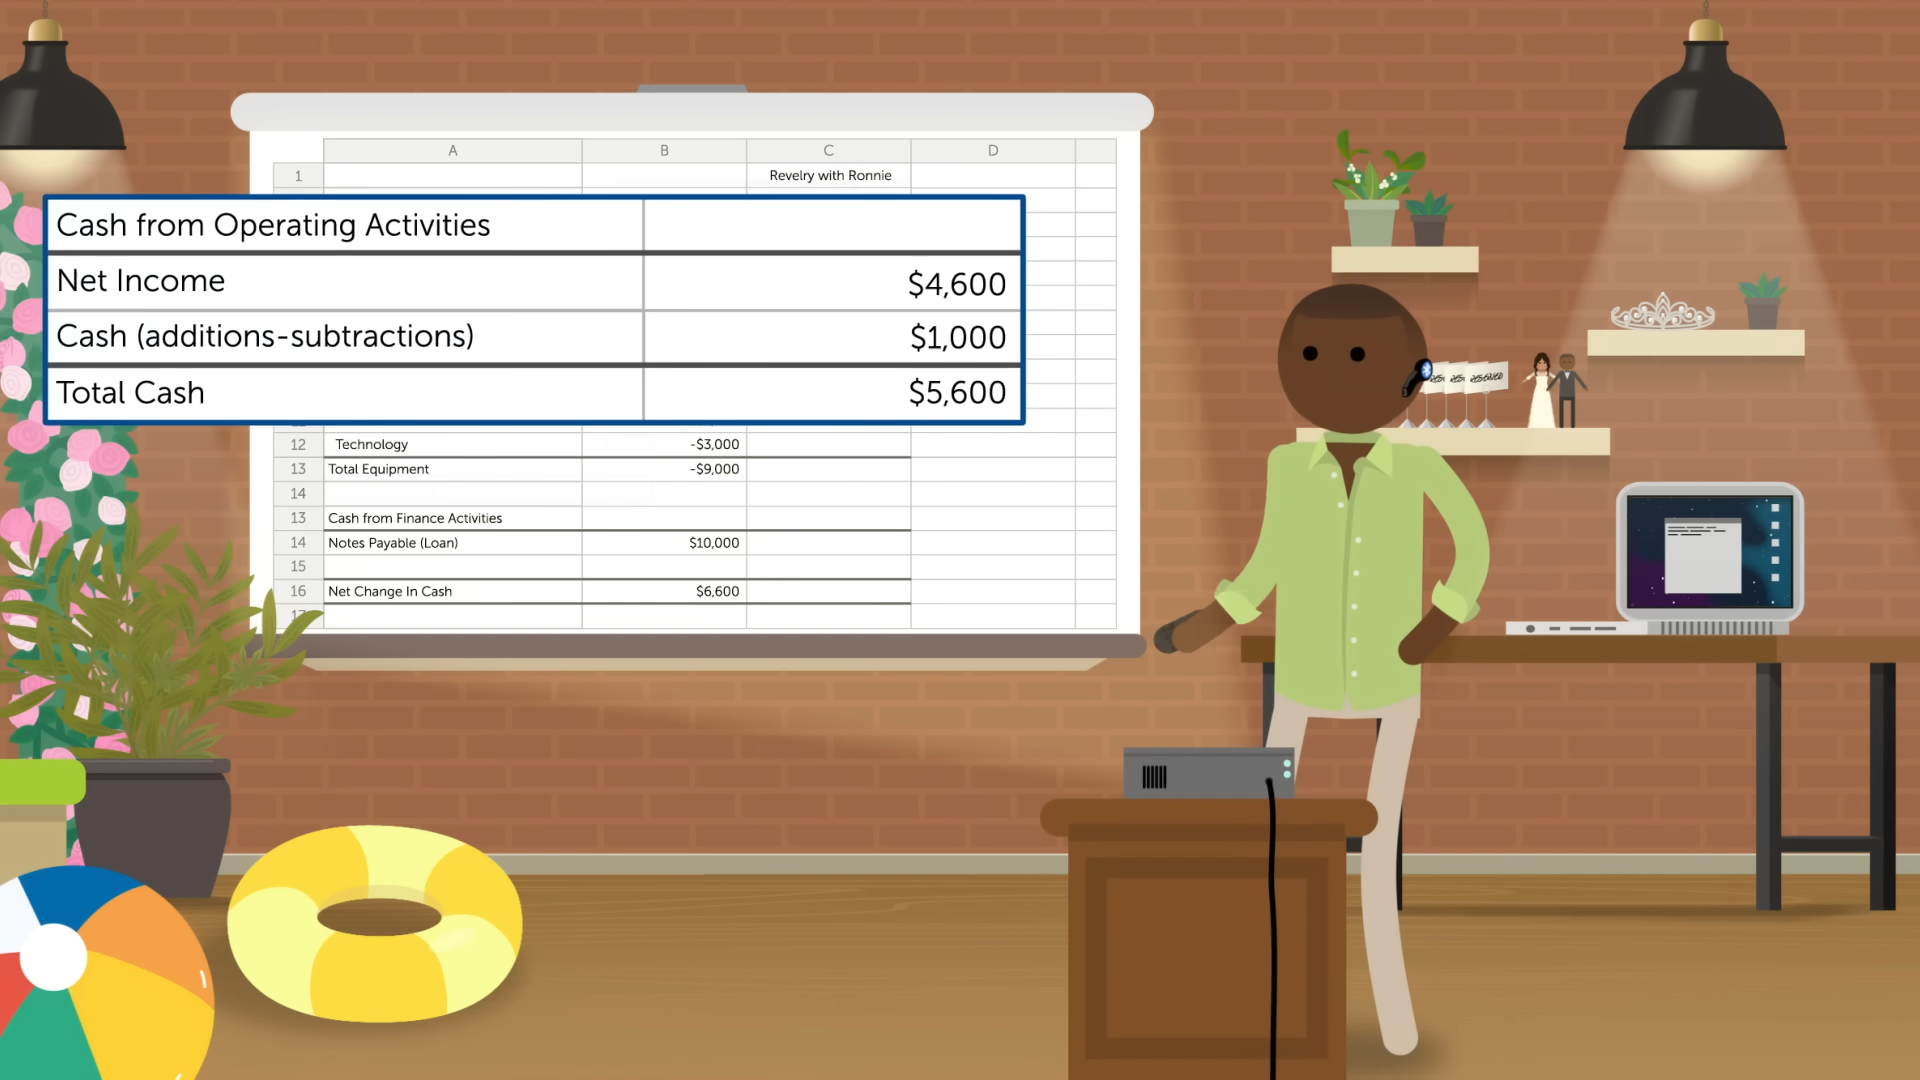 A B C D
1 Revelry with Ronnie
Cash from Operating Activities
Net Income $4,600
Cash (additions-subtractions) $1,000
Total Cash $5,600
12 Technology -$3,000
13 Total Equipment -$9,000
14
13 Cash from Finance Activities
14 Notes Payable (Loan) $10,000
15
16 Net Change In Cash $6,600